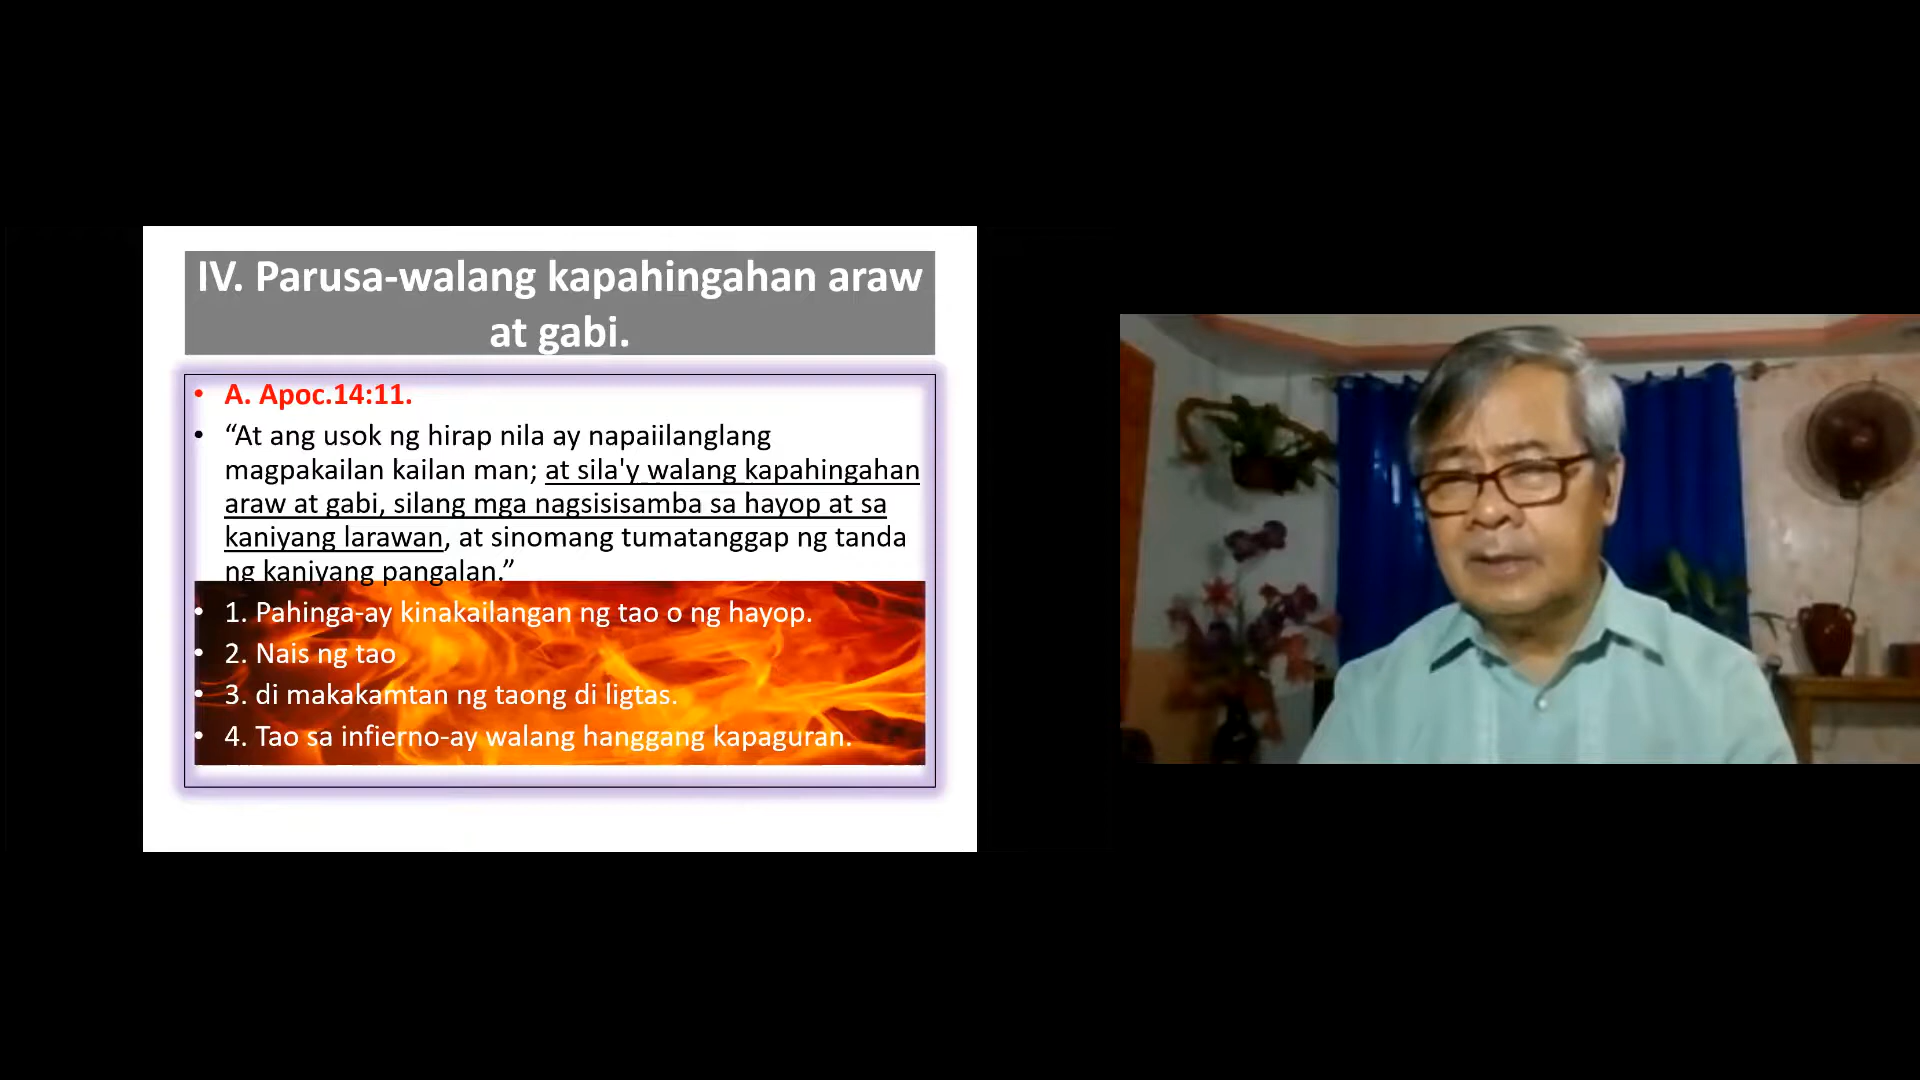 IV. Parusa-walang kapahingahan araw
at gabi.
• A. Apoc.14:11.
• “At ang usok ng hirap nila ay napaiilanglang
magpakailan kailan man; at sila'y walang kapahingahan
araw at gabi, silang mga nagsisisamba sa hayop at sa
kaniyang larawan, at sinomang tumatanggap ng tanda
ng kaniyang pangalan.”
• 1. Pahinga-ay kinakailangan ng tao o ng hayop.
• 2. Nais ng tao
• 3. di makakamtan ng taong di ligtas.
• 4. Tao sa infierno-ay walang hanggang kapaguran.